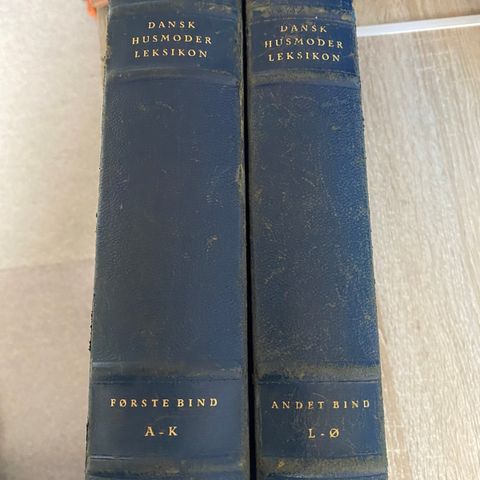 DANSK
HUSMODER
LEKSIKON
FØRSTE BIND
A - K
DANSK
HUSMODER
LEKSIKON
ANDET BIND
L - Ø